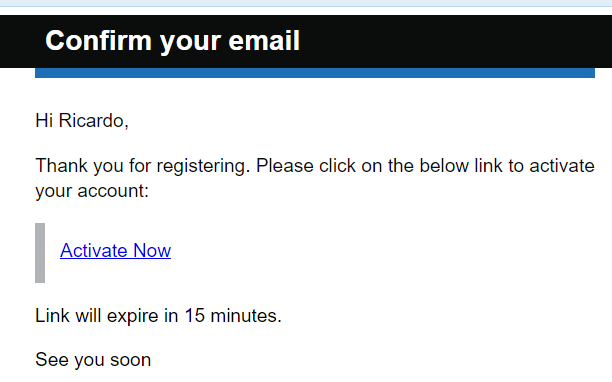 Confirm your email
Hi Ricardo,
Thank you for registering. Please click on the below link to activate
your account:
Activate Now
Link will expire in 15 minutes.
See you soon